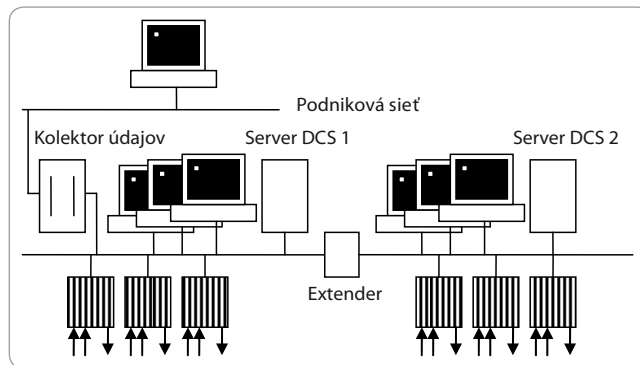 Podniková sieť
Kolektor údajov
Server DCS 1
Server DCS 2
Extender